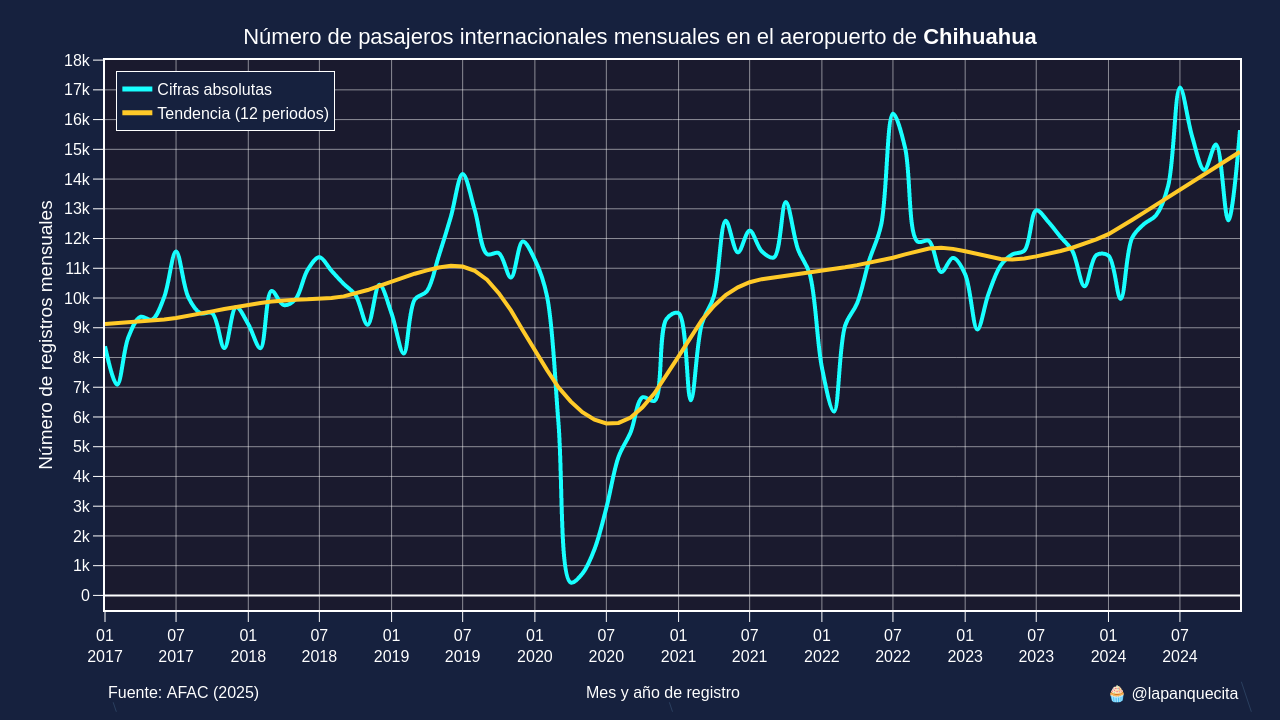 Número de pasajeros internacionales mensuales en el aeropuerto de Chihuahua
Cifras absolutas
Tendencia (12 periodos)
Número de registros mensuales
18k
17k
16k
15k
14k
13k
12k
11k
10k
9k
8k
7k
6k
5k
4k
3k
2k
1k
0
01 07 01 07 01 07 01 07 01 07 01 07 01 07 01 07
2017 2017 2018 2018 2019 2019 2020 2020 2021 2021 2022 2022 2023 2023 2024 2024
Fuente: AFAC (2025) Mes y año de registro 🧁 @lapanquecita